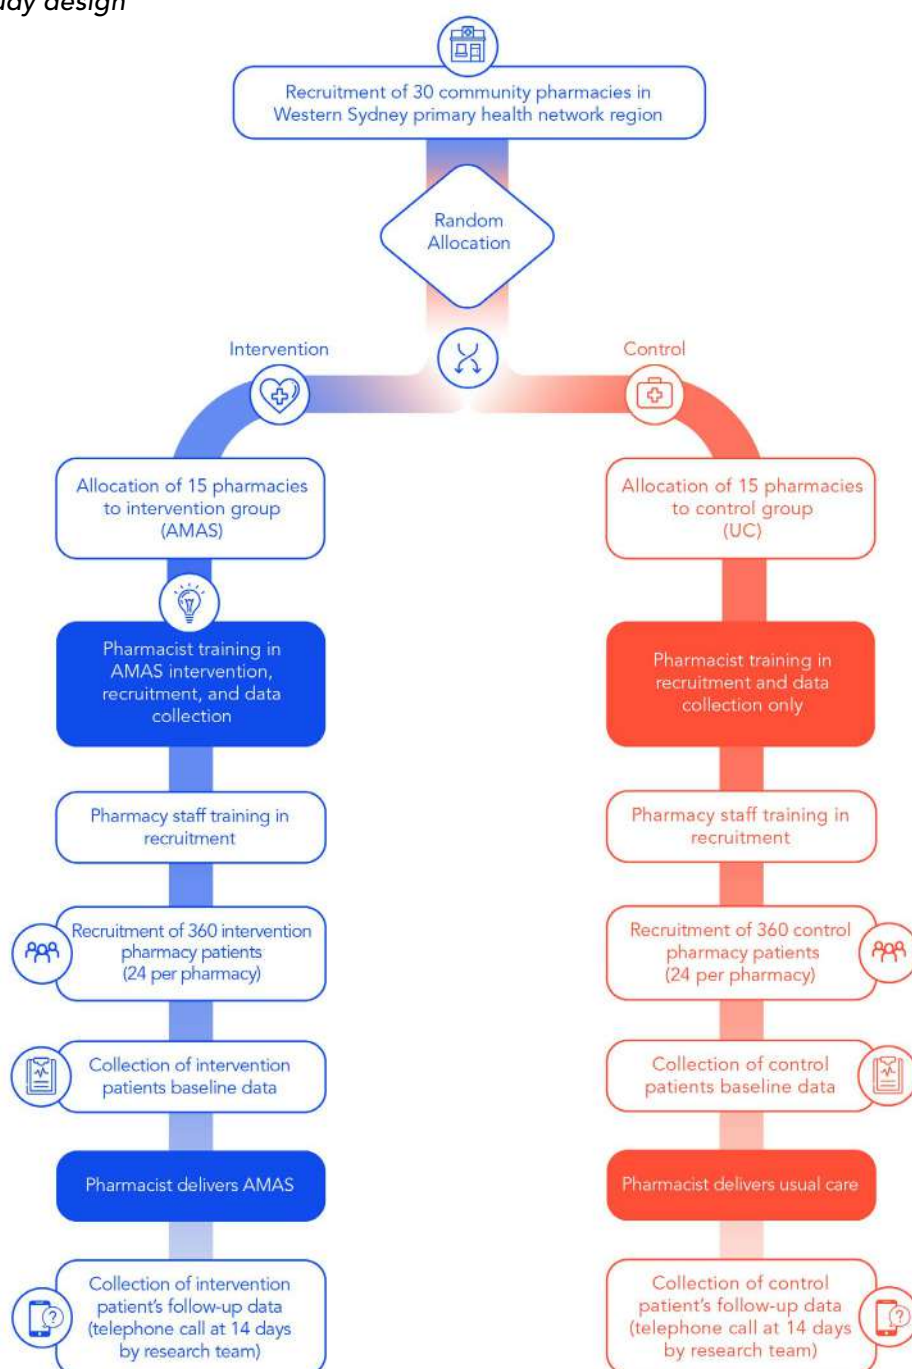 design
Recruitment of 30 community pharmacies in
Western Sydney primary health network region
Random
Allocation
Intervention
Control
Allocation of 15 pharmacies
to intervention group
(AMAS)
Allocation of 15 pharmacies
to control group
(UC)
Pharmacist training in
AMAS intervention,
recruitment, and data
collection
Pharmacist training in
recruitment and data
collection only
Pharmacy staff training in
recruitment
Pharmacy staff training in
recruitment
Recruitment of 360 intervention
pharmacy patients
(24 per pharmacy)
Recruitment of 360 control
pharmacy patients
(24 per pharmacy)
Collection of intervention
patients baseline data
Collection of control
patients baseline data
Pharmacist delivers AMAS
Pharmacist delivers usual care
Collection of intervention
patient's follow-up data
(telephone call at 14 days
by research team)
?
Collection of control
patient's follow-up data
(telephone call at 14 days
by research team)
?